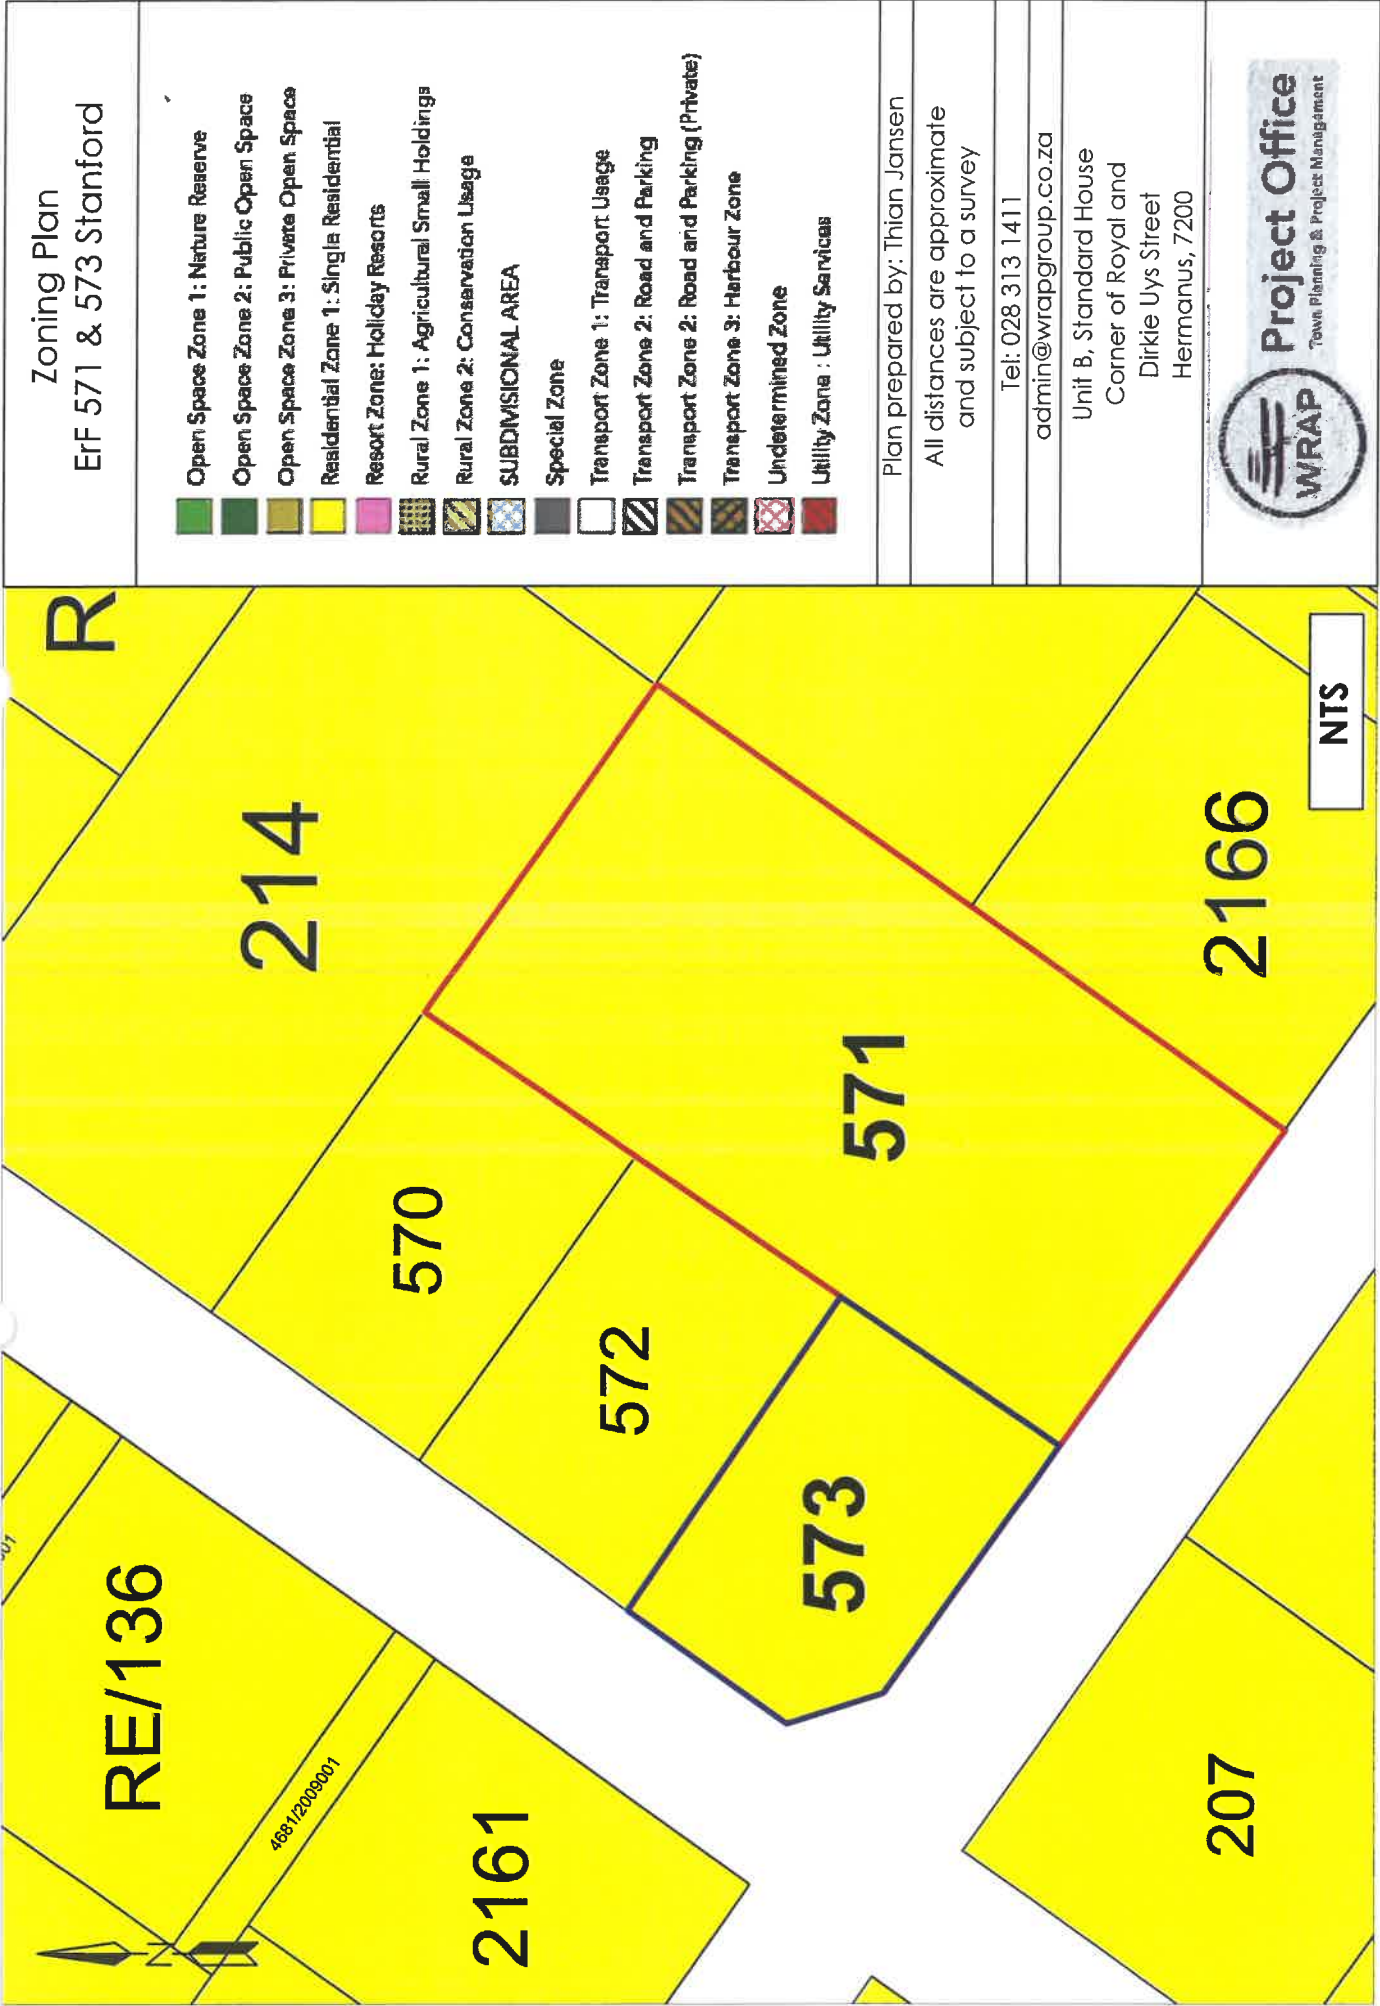 Zoning Plan
Erf 571 & 573 Stanford
Open Space Zone 1: Nature Reserve
Open Space Zone 2: Public Open Space
Open Space Zone 3: Private Open Space
Residential Zone 1: Single Residential
Resort Zone: Holiday Resorts
Rural Zone 1: Agricultural Small Holdings
Rural Zone 2: Conservation Usage
SUBDIVISIONAL AREA
Special Zone
Transport Zone 1: Transport Usage
Transport Zone 2: Road and Parking
Transport Zone 2: Road and Parking (Private)
Transport Zone 3: Harbour Zone
Undetermined Zone
Utility Zone : Utility Services
Plan prepared by: Thian Jansen
All distances are approximate
and subject to a survey
Tel: 028 313 1411
admin@wrapgroup.co.za
Unit B, Standard House
Corner of Royal and
Dirkie Uys Street
Hermanus, 7200
WRAP
Project Office
Town Planning & Project Management
N
RE/136
4681/2009001
2161
R
214
570
572
573
571
207
2166
NTS